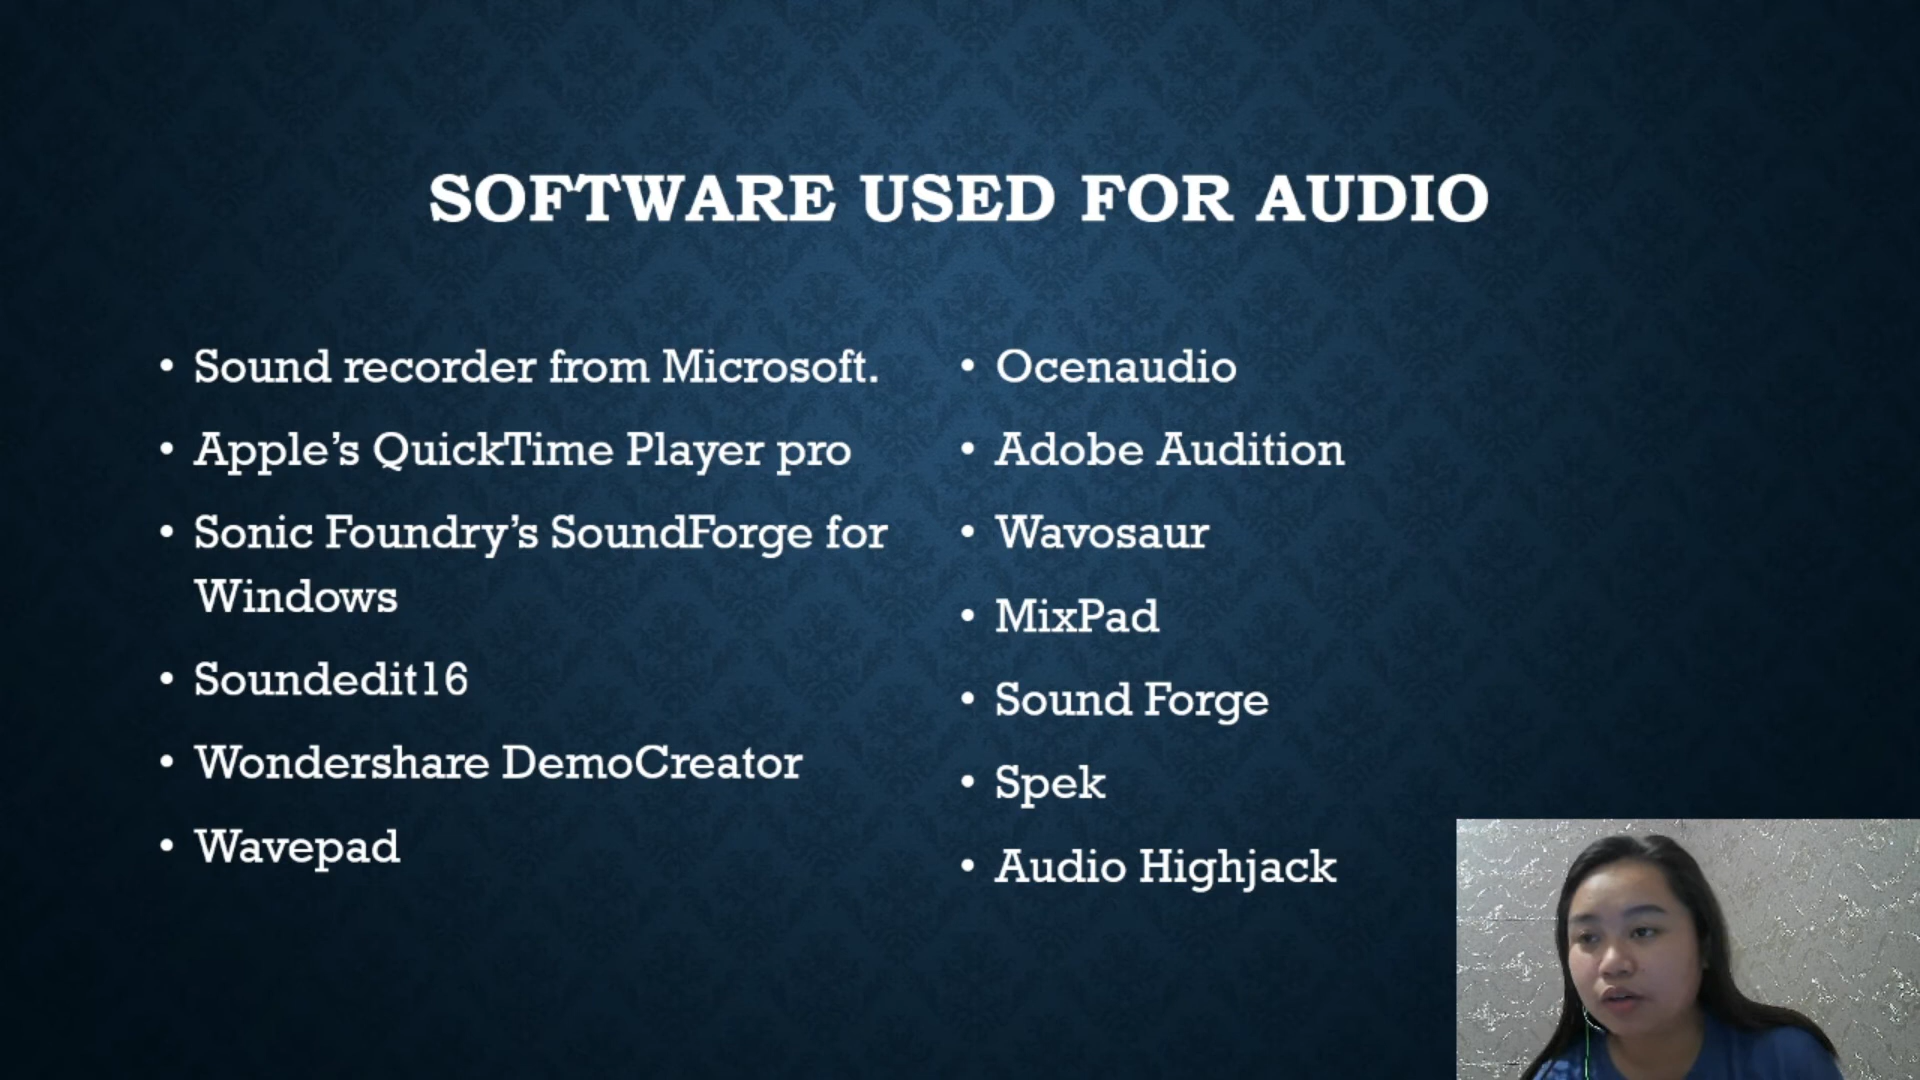 SOFTWARE USED FOR AUDIO
• Sound recorder from Microsoft.
• Apple's QuickTime Player pro
• Sonic Foundry's SoundForge for
Windows
• Soundedit16
• Wondershare DemoCreator
• Wavepad
• Ocenaudio
• Adobe Audition
• Wavosaur
• MixPad
• Sound Forge
• Spek
• Audio Highjack